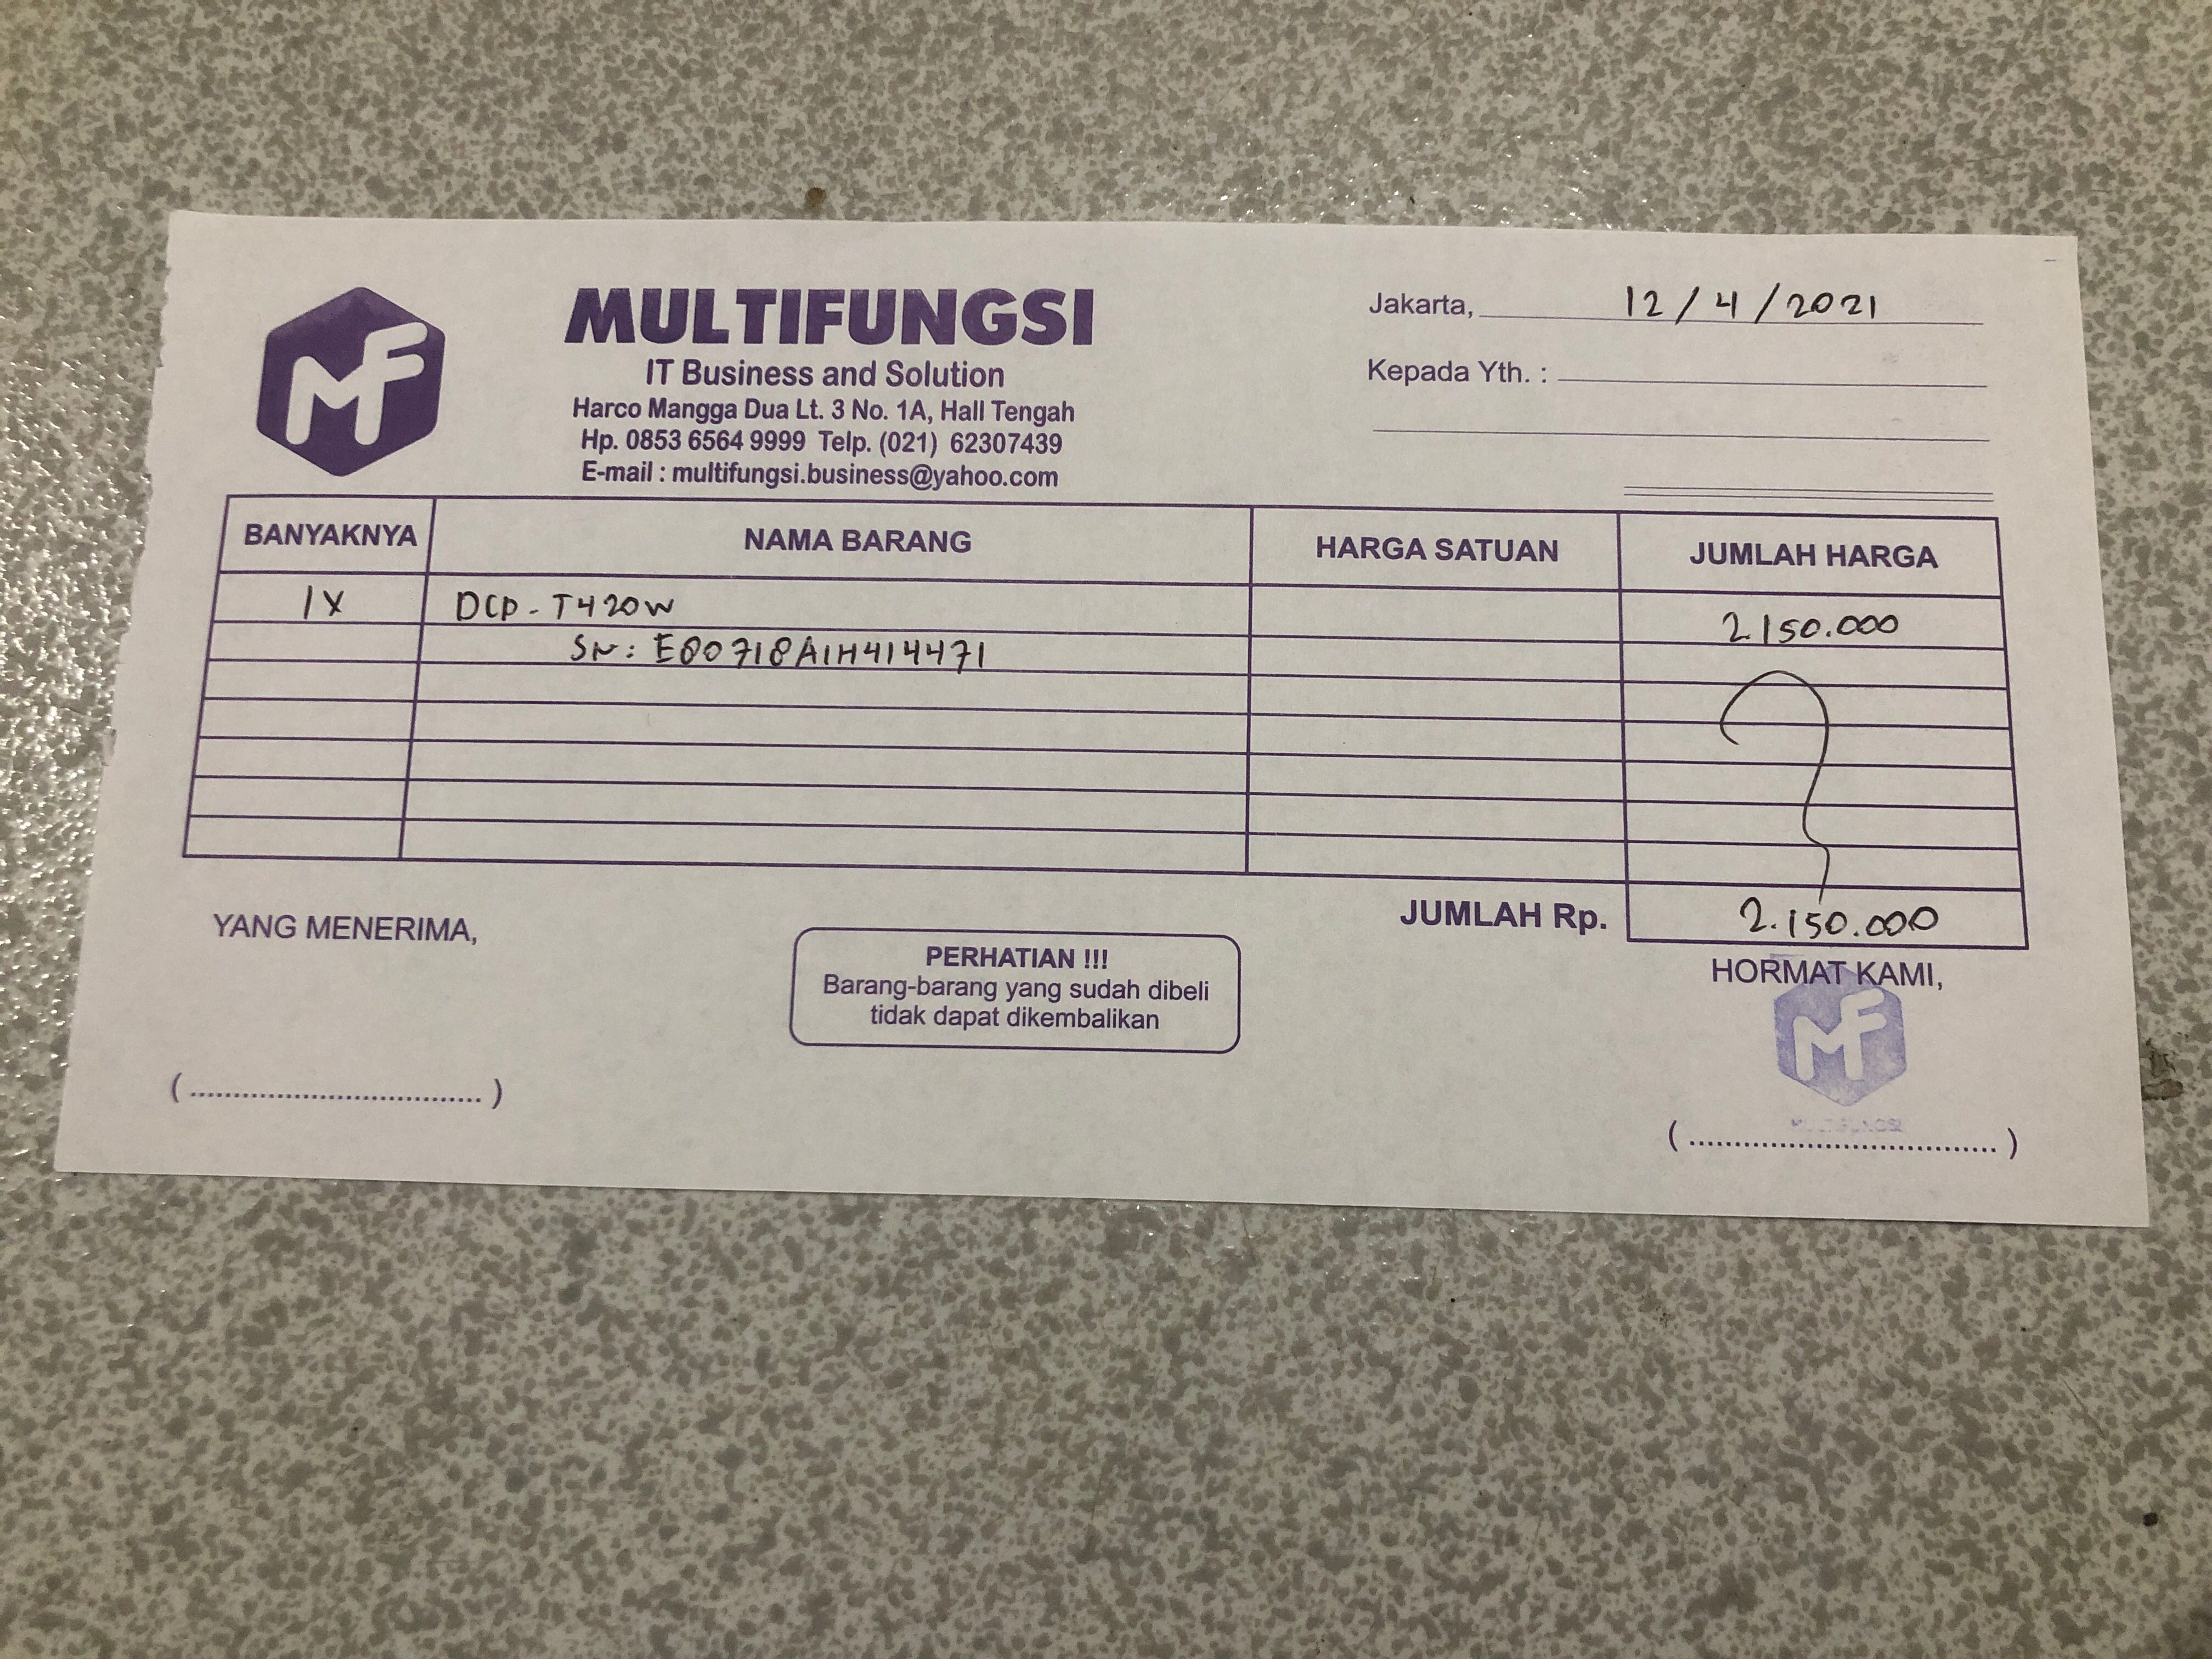 MF
MULTIFUNGSI
IT Business and Solution
Harco Mangga Dua Lt. 3 No. 1A, Hall Tengah
Hp. 0853 6564 9999 Telp. (021) 62307439
E-mail : multifungsi.business@yahoo.com
Jakarta, 12 / 4 / 2021
Kepada Yth. :
BANYAKNYA NAMA BARANG HARGA SATUAN JUMLAH HARGA
1X DCP - T420W 2.150.000
SN : E80718A1H414471
JUMLAH Rp. 2.150.000
YANG MENERIMA,
PERHATIAN !!!
Barang-barang yang sudah dibeli
tidak dapat dikembalikan
HORMAT KAMI,
MF
MULTIFUNGSI
(..................................)
(....................................)